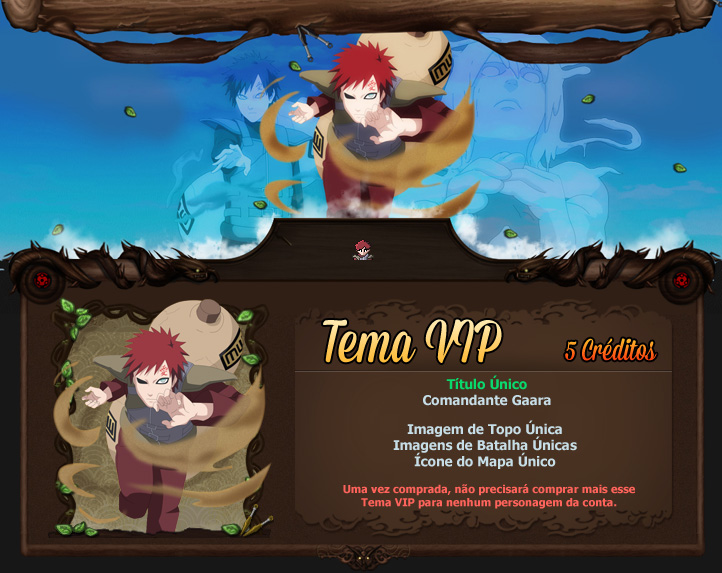 Tema VIP
5 Créditos
Título Único
Comandante Gaara
Imagem de Topo Única
Imagens de Batalha Únicas
Ícone do Mapa Único
Uma vez comprada, não precisará comprar mais esse
Tema VIP para nenhum personagem da conta.